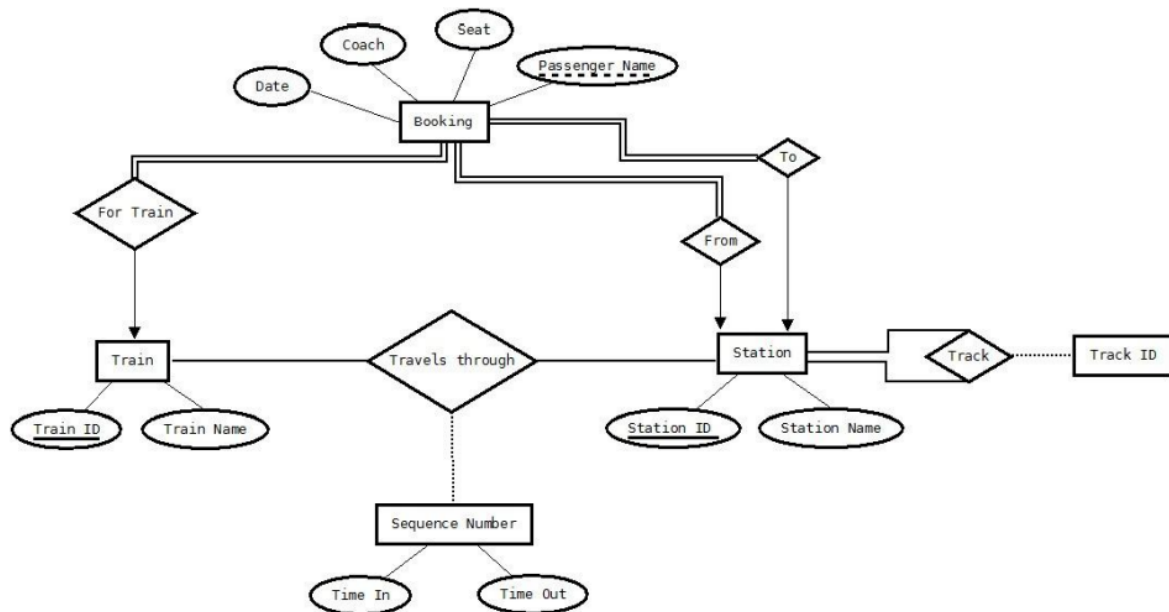 Seat
Coach
Passenger Name
Date
Booking
To
For Train
From
Train
Travels through
Station
Track
Track ID
Train ID
Train Name
Station ID
Station Name
Sequence Number
Time In
Time Out